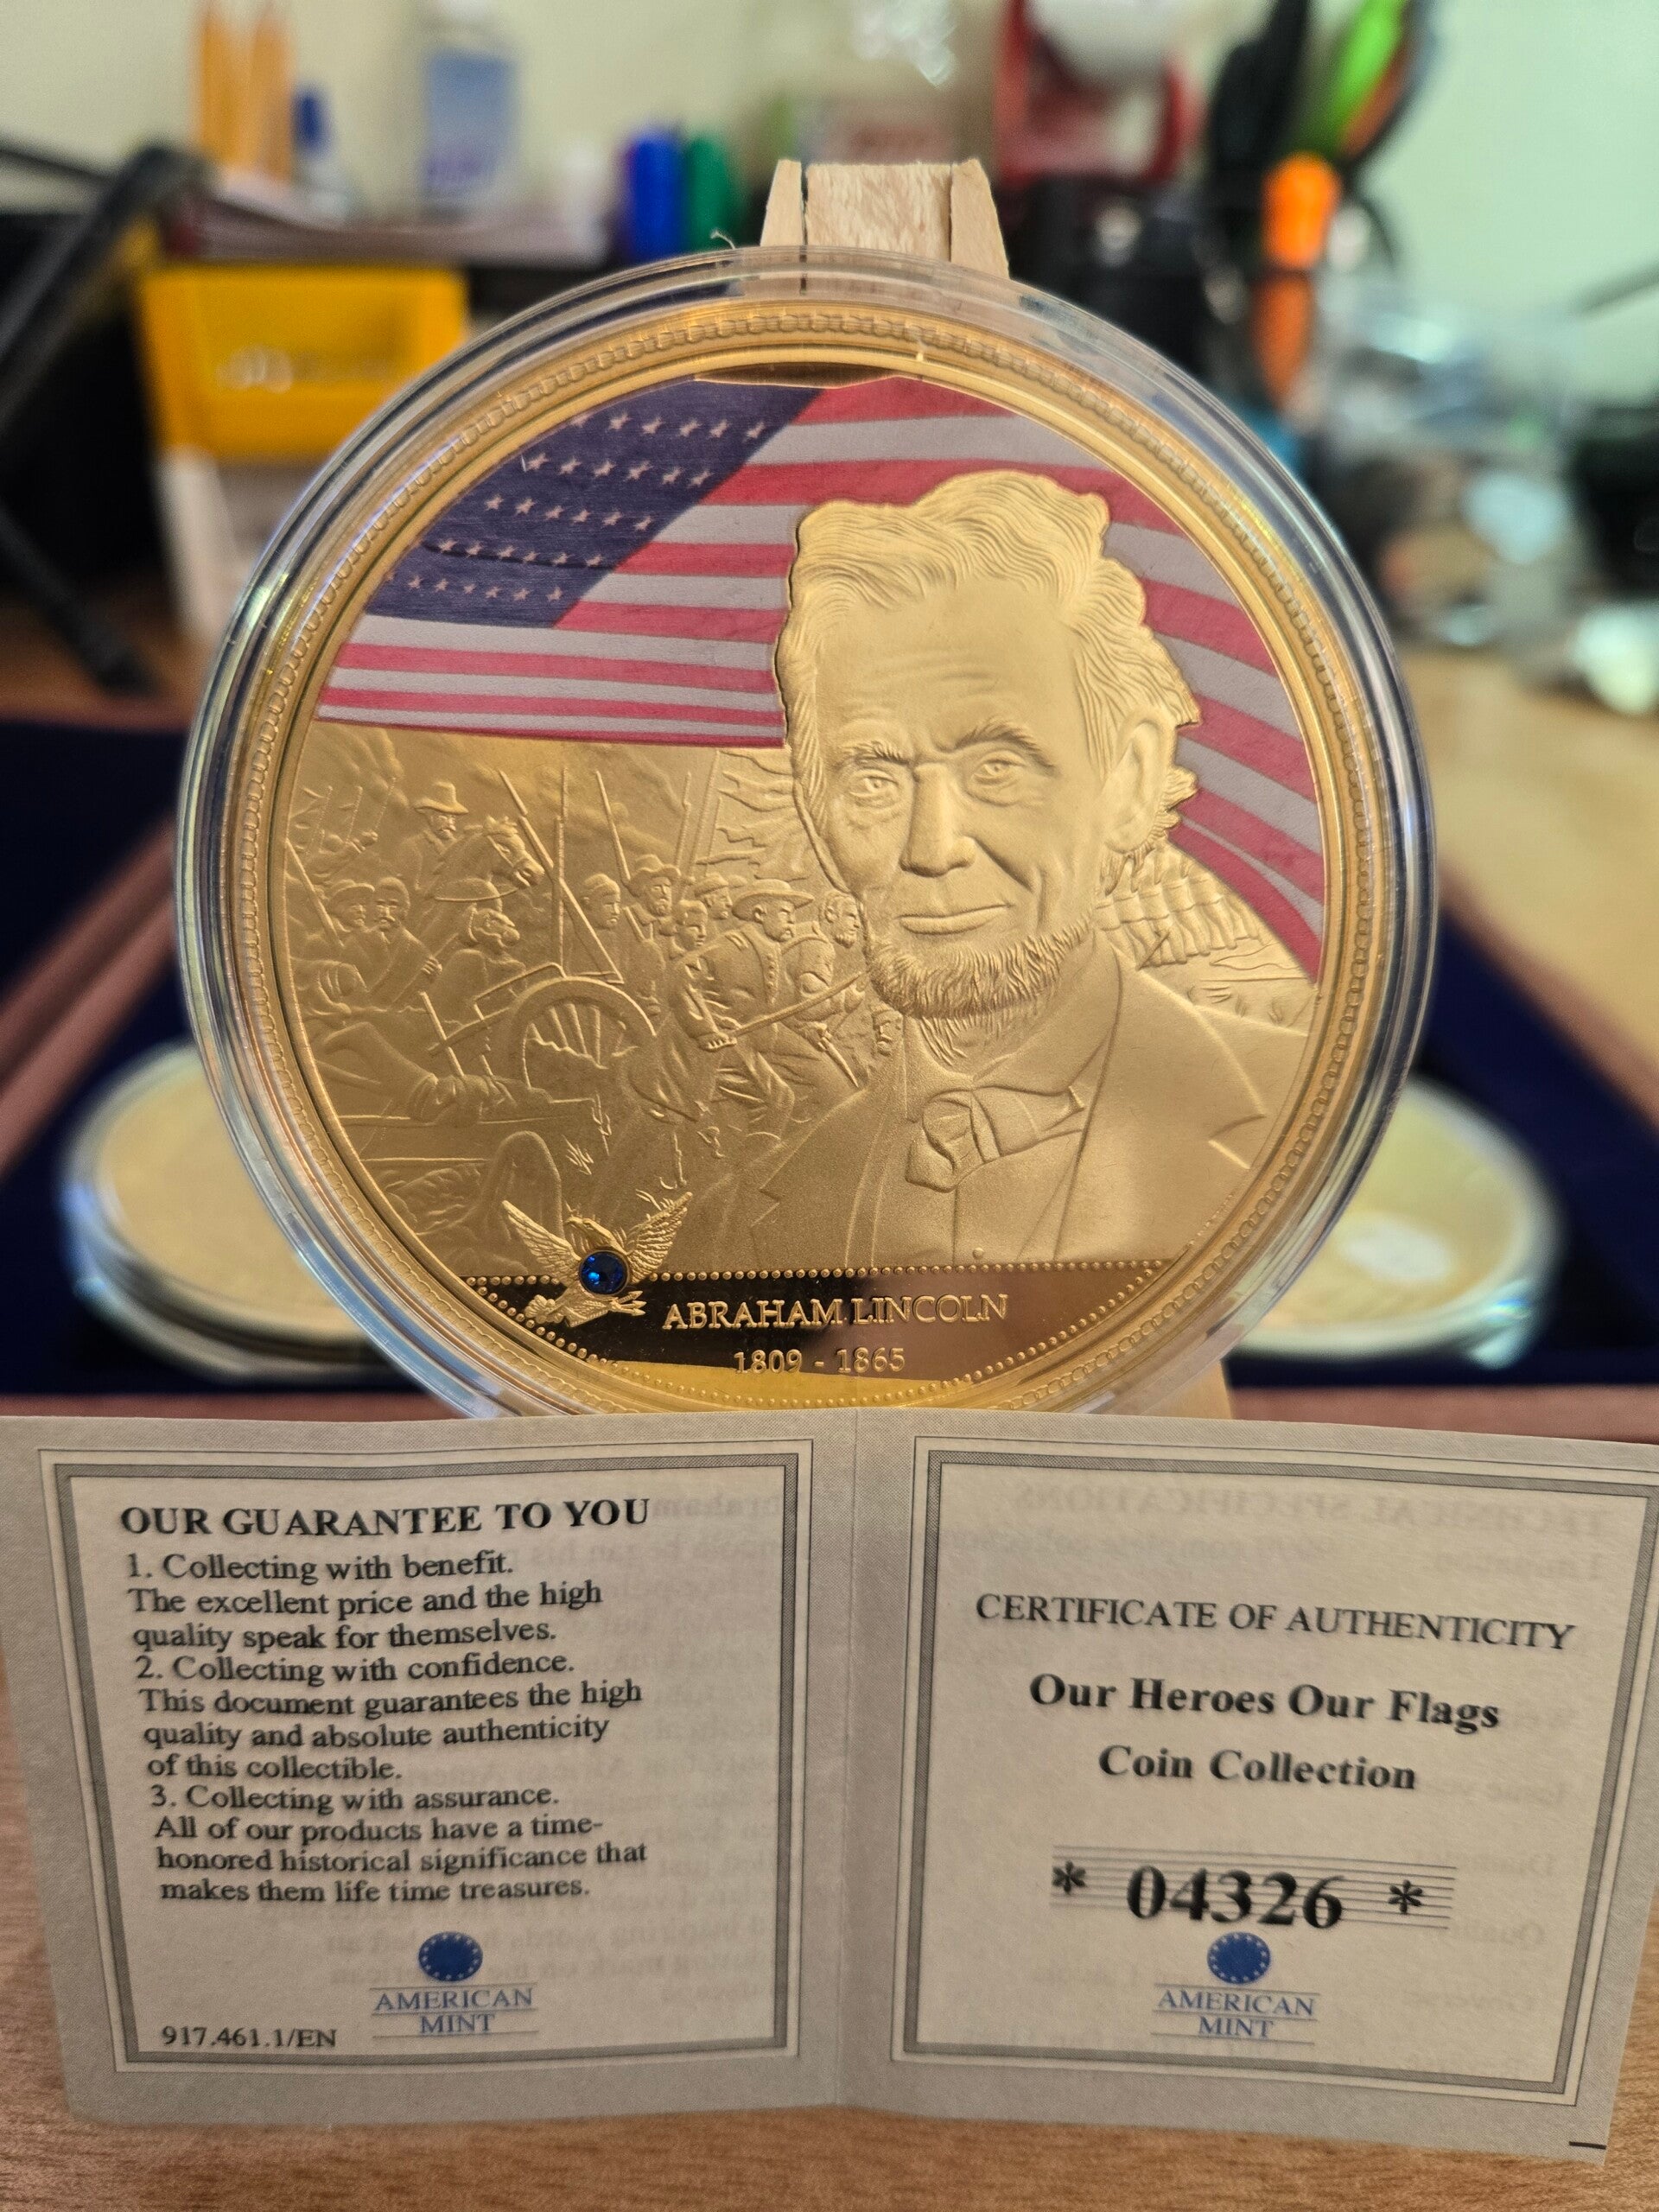 ABRAHAM LINCOLN
1809 - 1865
OUR GUARANTEE TO YOU
1. Collecting with benefit.
The excellent price and the high
quality speak for themselves.
2. Collecting with confidence.
This document guarantees the high
quality and absolute authenticity
of this collectible.
3. Collecting with assurance.
All of our products have a time-
honored historical significance that
makes them life time treasures.
AMERICAN
MINT
917.461.1/EN
CERTIFICATE OF AUTHENTICITY
Our Heroes Our Flags
Coin Collection
* 04326 *
AMERICAN
MINT